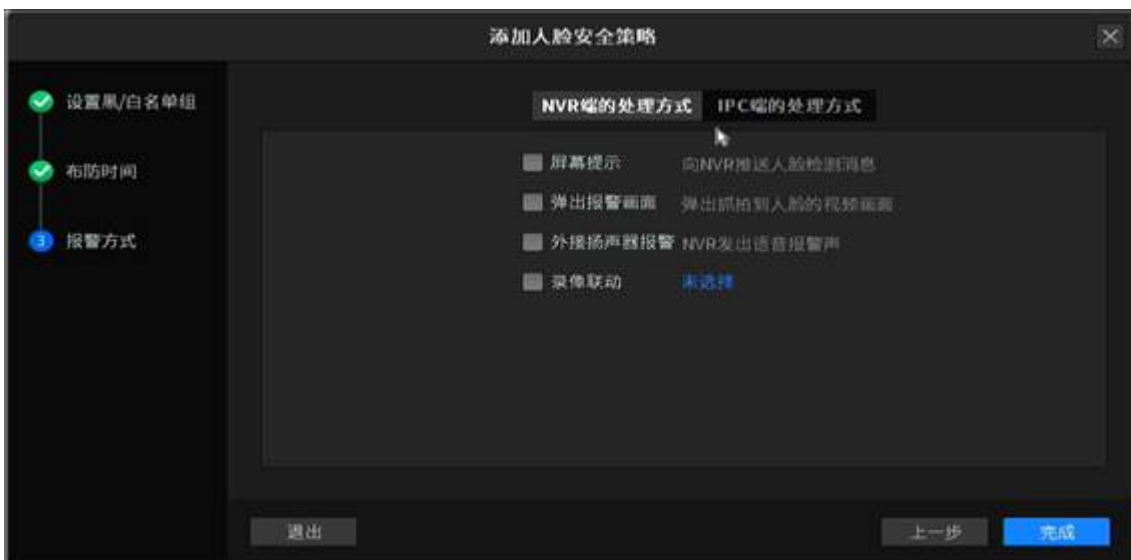 添加人脸安全策略
设置黑/白名单组
布防时间
3 报警方式
NVR端的处理方式 IPC端的处理方式
屏幕提示 向NVR推送人脸检测消息
弹出报警画面 弹出抓拍到人脸的视频画面
外接扬声器报警 NVR发出语音报警声
录像联动 未选择
退出 上一步 完成